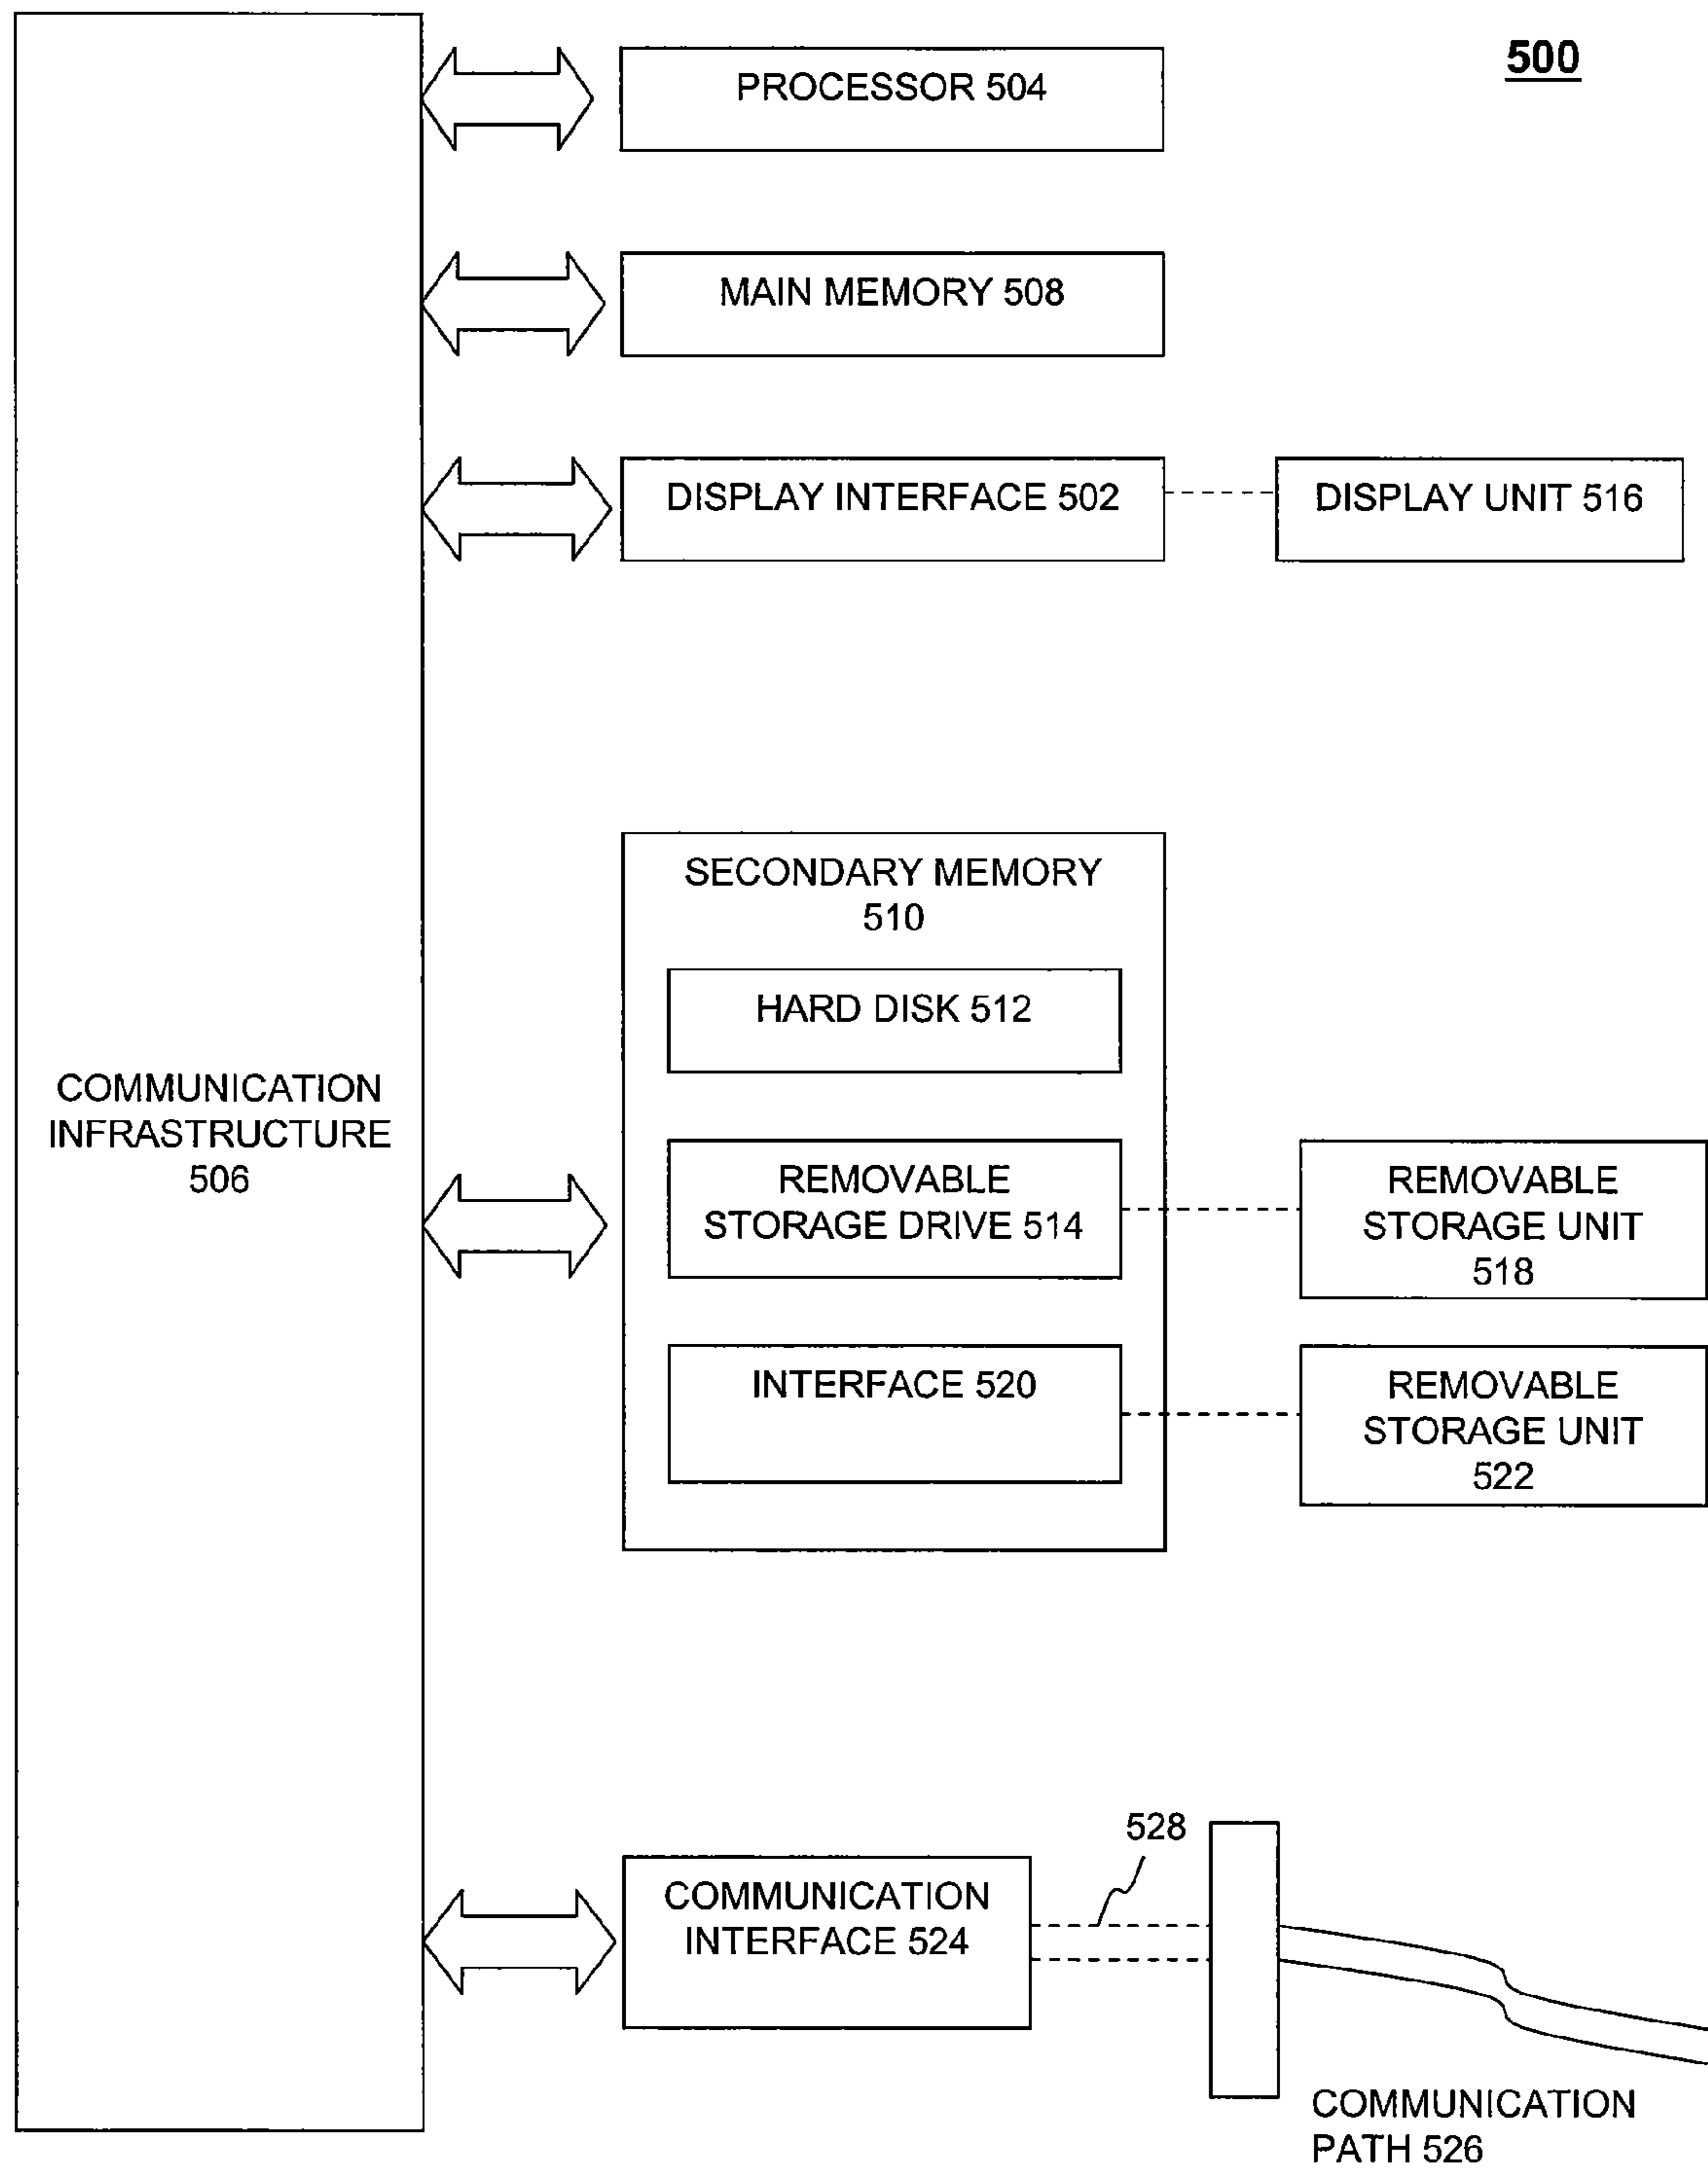 500
PROCESSOR 504
MAIN MEMORY 508
DISPLAY INTERFACE 502
DISPLAY UNIT 516
SECONDARY MEMORY
510
HARD DISK 512
COMMUNICATION
INFRASTRUCTURE
506
REMOVABLE
STORAGE DRIVE 514
REMOVABLE
STORAGE UNIT
518
INTERFACE 520
REMOVABLE
STORAGE UNIT
522
528
COMMUNICATION
INTERFACE 524
COMMUNICATION
PATH 526